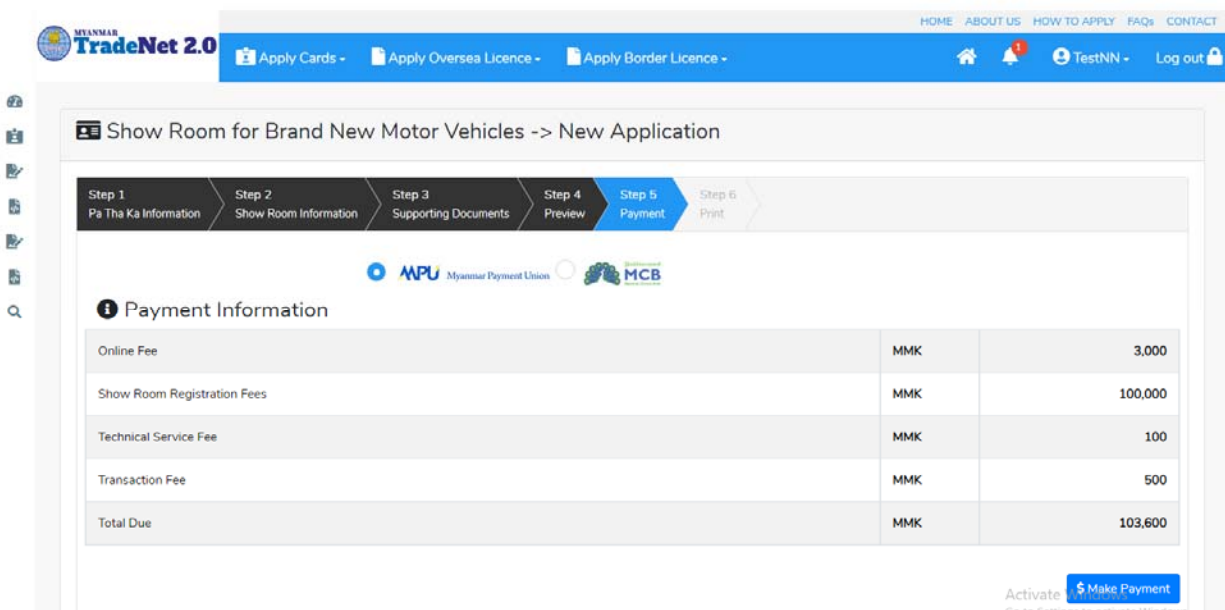 HOME ABOUT US HOW TO APPLY FAQs CONTACT
MYANMAR
TradeNet 2.0
Apply Cards
Apply Oversea Licence
Apply Border Licence
1
TestNN
Log out
Show Room for Brand New Motor Vehicles -> New Application
Step 1
Pa Tha Ka Information
Step 2
Show Room Information
Step 3
Supporting Documents
Step 4
Preview
Step 5
Payment
Step 6
Print
MPU Myanmar Payment Union
MCB
Payment Information
Online Fee MMK 3,000
Show Room Registration Fees MMK 100,000
Technical Service Fee MMK 100
Transaction Fee MMK 500
Total Due MMK 103,600
$ Make Payment
Activate Windows